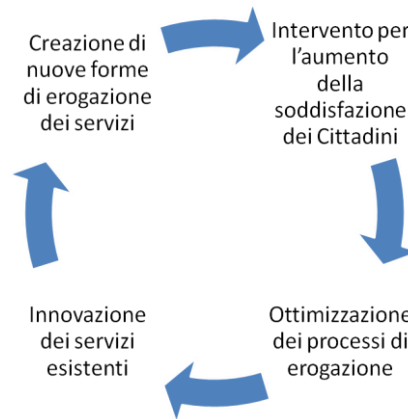 Creazione di
nuove forme
di erogazione
dei servizi
Intervento per
l'aumento
della
soddisfazione
dei Cittadini
Ottimizzazione
dei processi di
erogazione
Innovazione
dei servizi
esistenti